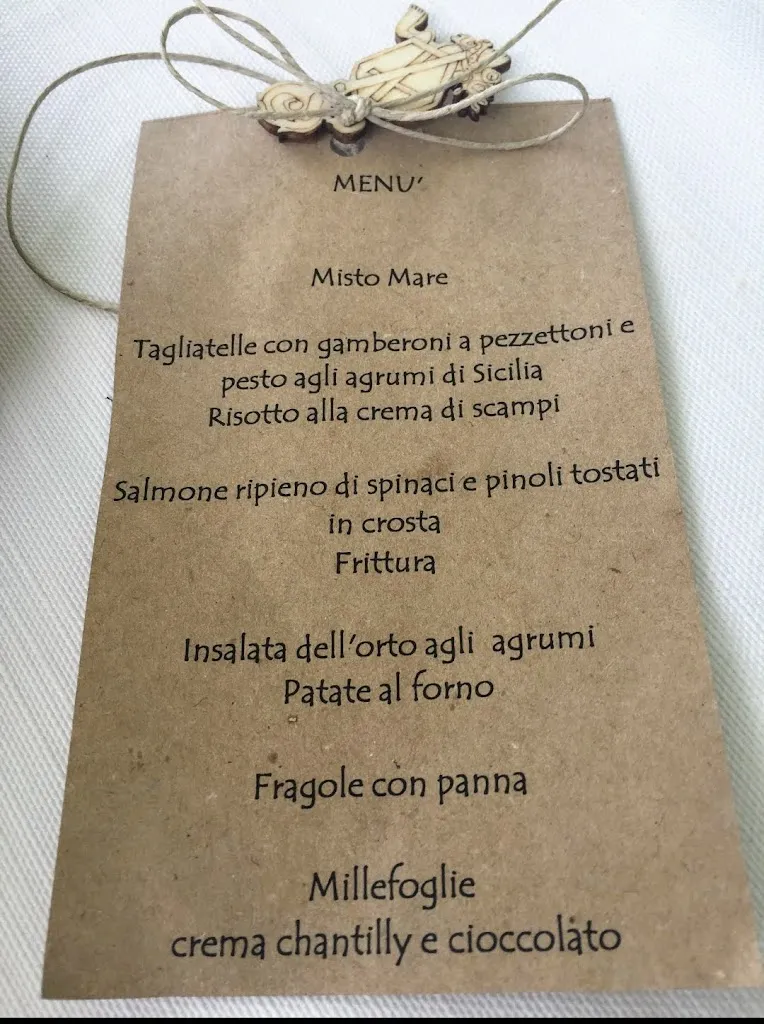 MENU'
Misto Mare
Tagliatelle con gamberoni a pezzettoni e
pesto agli agrumi di Sicilia
Risotto alla crema di scampi
Salmone ripieno di spinaci e pinoli tostati
in crosta
Frittura
Insalata dell'orto agli agrumi
Patate al forno
Fragole con panna
Millefoglie
crema chantilly e cioccolato